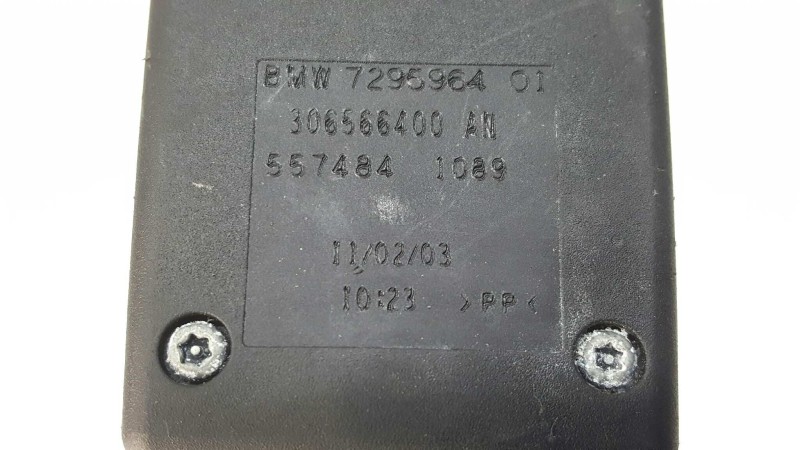 BMW 7295964 01
306566400 AN
557484 1089
11/02/03
10:23 >PP<